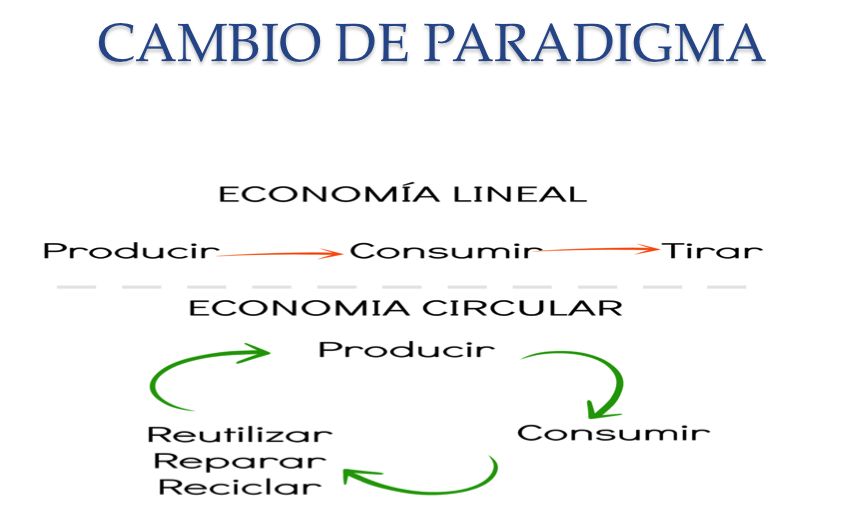 CAMBIO DE PARADIGMA
ECONOMÍA LINEAL
Producir Consumir Tirar
ECONOMIA CIRCULAR
Producir
Consumir
Reutilizar
Reparar
Reciclar